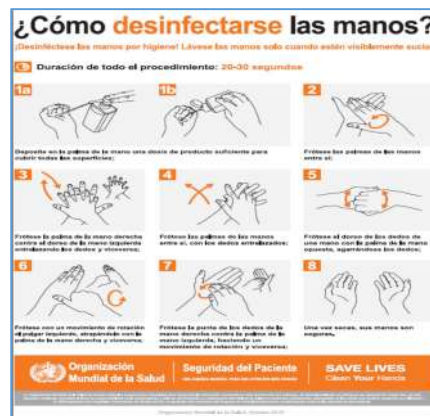 ¿Cómo desinfectarse las manos?
¡Desinféctese las manos por higiene! Lávese las manos solo cuando estén visiblemente sucias
Duración de todo el procedimiento: 20-30 segundos
1a
1b
2
Deposite en la palma de la mano una dosis de producto suficiente para
cubrir todas las superficies;
Frótese las palmas de las manos
entre sí;
3
4
5
Frótese la palma de la mano derecha
contra el dorso de la mano izquierda
entrelazando los dedos y viceversa;
Frótese las palmas de las manos
entre sí, con los dedos entrelazados;
Frótese el dorso de los dedos de
una mano con la palma de la mano
opuesta, agarrándose los dedos;
6
7
8
Frótese con un movimiento de rotación
el pulgar izquierdo, atrapándolo con la
palma de la mano derecha y viceversa;
Frótese la punta de los dedos de la
mano derecha contra la palma de la
mano izquierda, haciendo un
movimiento de rotación y viceversa;
Una vez secas, sus manos son
seguras.
Organización
Mundial de la Salud
Seguridad del Paciente
SAVE LIVES
Clean Your Hands